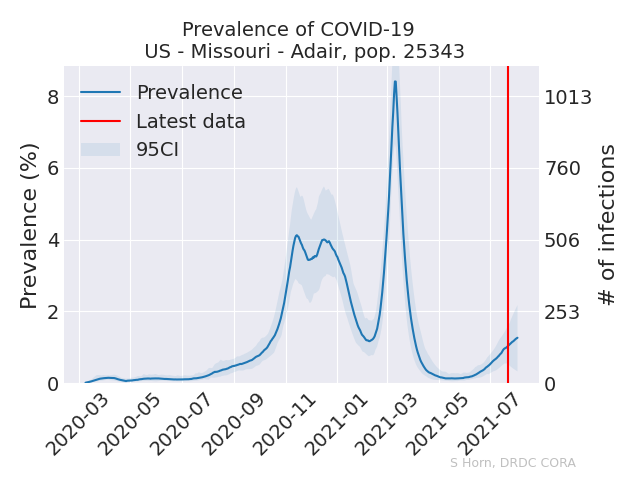 Prevalence of COVID-19
US - Missouri - Adair, pop. 25343
Prevalence
Latest data
95CI
Prevalence (%)
8
6
4
2
0
1013
760
506
253
0
# of infections
2020-03
2020-05
2020-07
2020-09
2020-11
2021-01
2021-03
2021-05
2021-07
S Horn, DRDC CORA